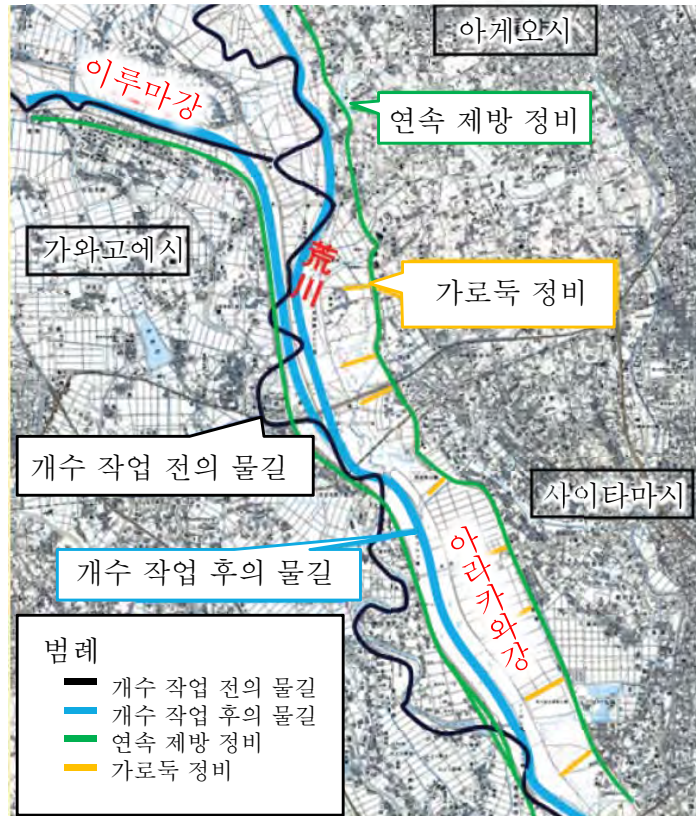 아케오시
이루마강
연속 제방 정비
가와고에시
荒川
가로둑 정비
개수 작업 전의 물길
사이타마시
개수 작업 후의 물길
아라카와강
범례
개수 작업 전의 물길
개수 작업 후의 물길
연속 제방 정비
가로둑 정비